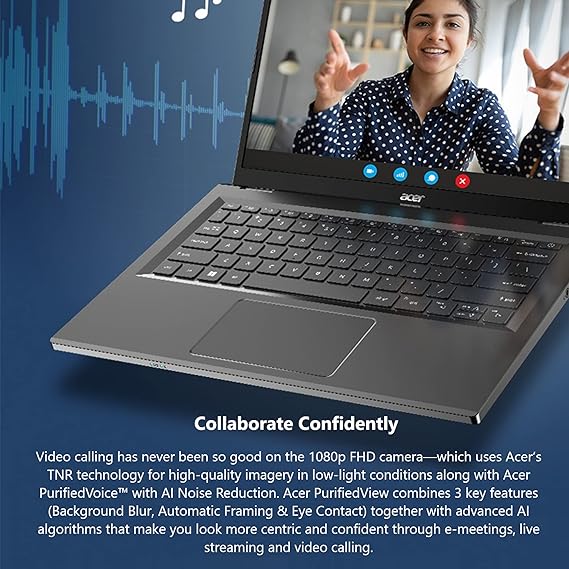 acer
Collaborate Confidently
Video calling has never been so good on the 1080p FHD camera—which uses Acer's
TNR technology for high-quality imagery in low-light conditions along with Acer
PurifiedVoice™ with AI Noise Reduction. Acer PurifiedView combines 3 key features
(Background Blur, Automatic Framing & Eye Contact) together with advanced AI
algorithms that make you look more centric and confident through e-meetings, live
streaming and video calling.